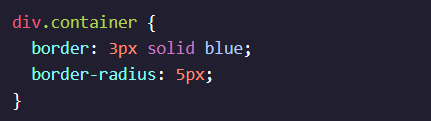 div.container {
  border: 3px solid blue;
  border-radius: 5px;
}